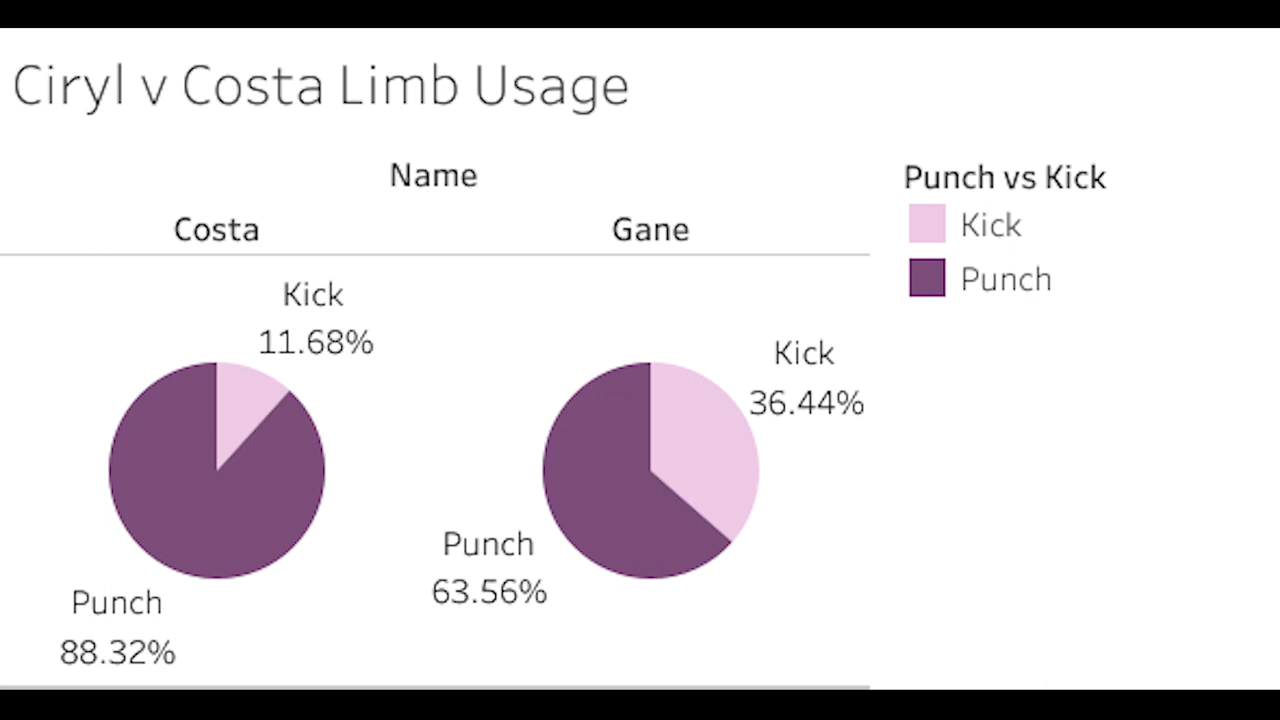 Ciryl v Costa Limb Usage
Name
Costa
Gane
Kick
11.68%
Punch
88.32%
Kick
36.44%
Punch
63.56%
Punch vs Kick
Kick
Punch